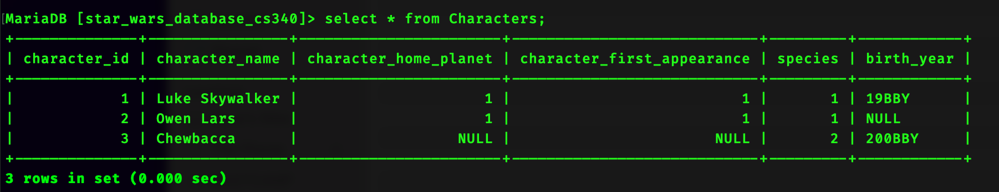 MariaDB [star_wars_database_cs340]> select * from Characters;
+--------------+----------------+-----------------------+----------------------------+---------+------------+
| character_id | character_name | character_home_planet | character_first_appearance | species | birth_year |
+--------------+----------------+-----------------------+----------------------------+---------+------------+
|            1 | Luke Skywalker |                     1 |                          1 |       1 | 19BBY      |
|            2 | Owen Lars      |                     1 |                          1 |       1 | NULL       |
|            3 | Chewbacca      |                  NULL |                       NULL |       2 | 200BBY     |
+--------------+----------------+-----------------------+----------------------------+---------+------------+
3 rows in set (0.000 sec)